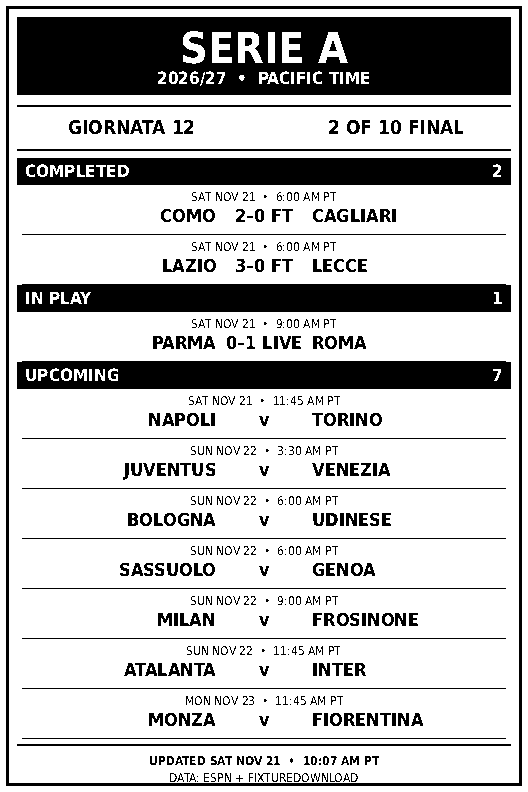 SERIE A
2026/27 • PACIFIC TIME
GIORNATA 12 2 OF 10 FINAL
COMPLETED 2
SAT NOV 21 • 6:00 AM PT
COMO 2-0 FT CAGLIARI
SAT NOV 21 • 6:00 AM PT
LAZIO 3-0 FT LECCE
IN PLAY 1
SAT NOV 21 • 9:00 AM PT
PARMA 0-1 LIVE ROMA
UPCOMING 7
SAT NOV 21 • 11:45 AM PT
NAPOLI v TORINO
SUN NOV 22 • 3:30 AM PT
JUVENTUS v VENEZIA
SUN NOV 22 • 6:00 AM PT
BOLOGNA v UDINESE
SUN NOV 22 • 6:00 AM PT
SASSUOLO v GENOA
SUN NOV 22 • 9:00 AM PT
MILAN v FROSINONE
SUN NOV 22 • 11:45 AM PT
ATALANTA v INTER
MON NOV 23 • 11:45 AM PT
MONZA v FIORENTINA
UPDATED SAT NOV 21 • 10:07 AM PT
DATA: ESPN + FIXTUREDOWNLOAD